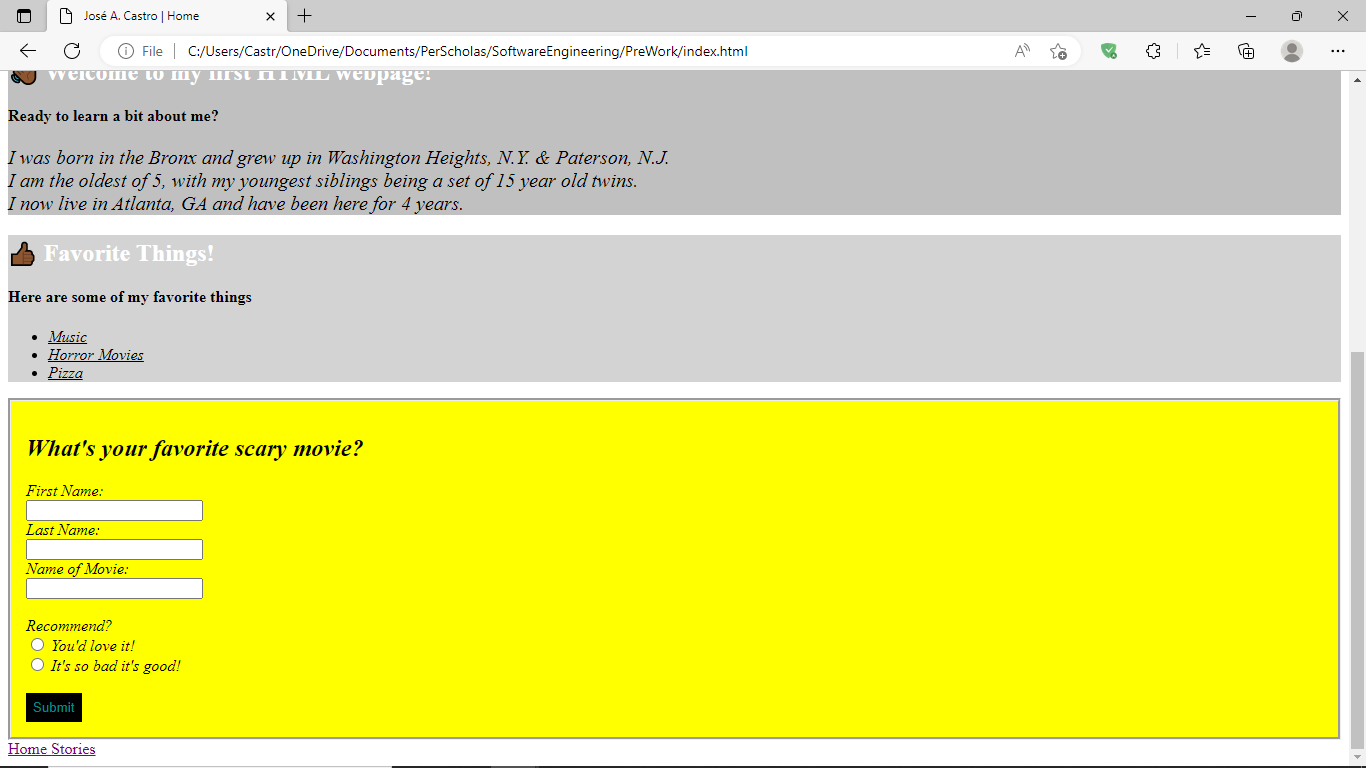 José A. Castro | Home
File C:/Users/Castr/OneDrive/Documents/PerScholas/SoftwareEngineering/PreWork/index.html
Welcome to my first HTML webpage!
Ready to learn a bit about me?
I was born in the Bronx and grew up in Washington Heights, N.Y. & Paterson, N.J.
I am the oldest of 5, with my youngest siblings being a set of 15 year old twins.
I now live in Atlanta, GA and have been here for 4 years.
Favorite Things!
Here are some of my favorite things
Music
Horror Movies
Pizza
What's your favorite scary movie?
First Name:
Last Name:
Name of Movie:
Recommend?
You'd love it!
It's so bad it's good!
Submit
Home Stories